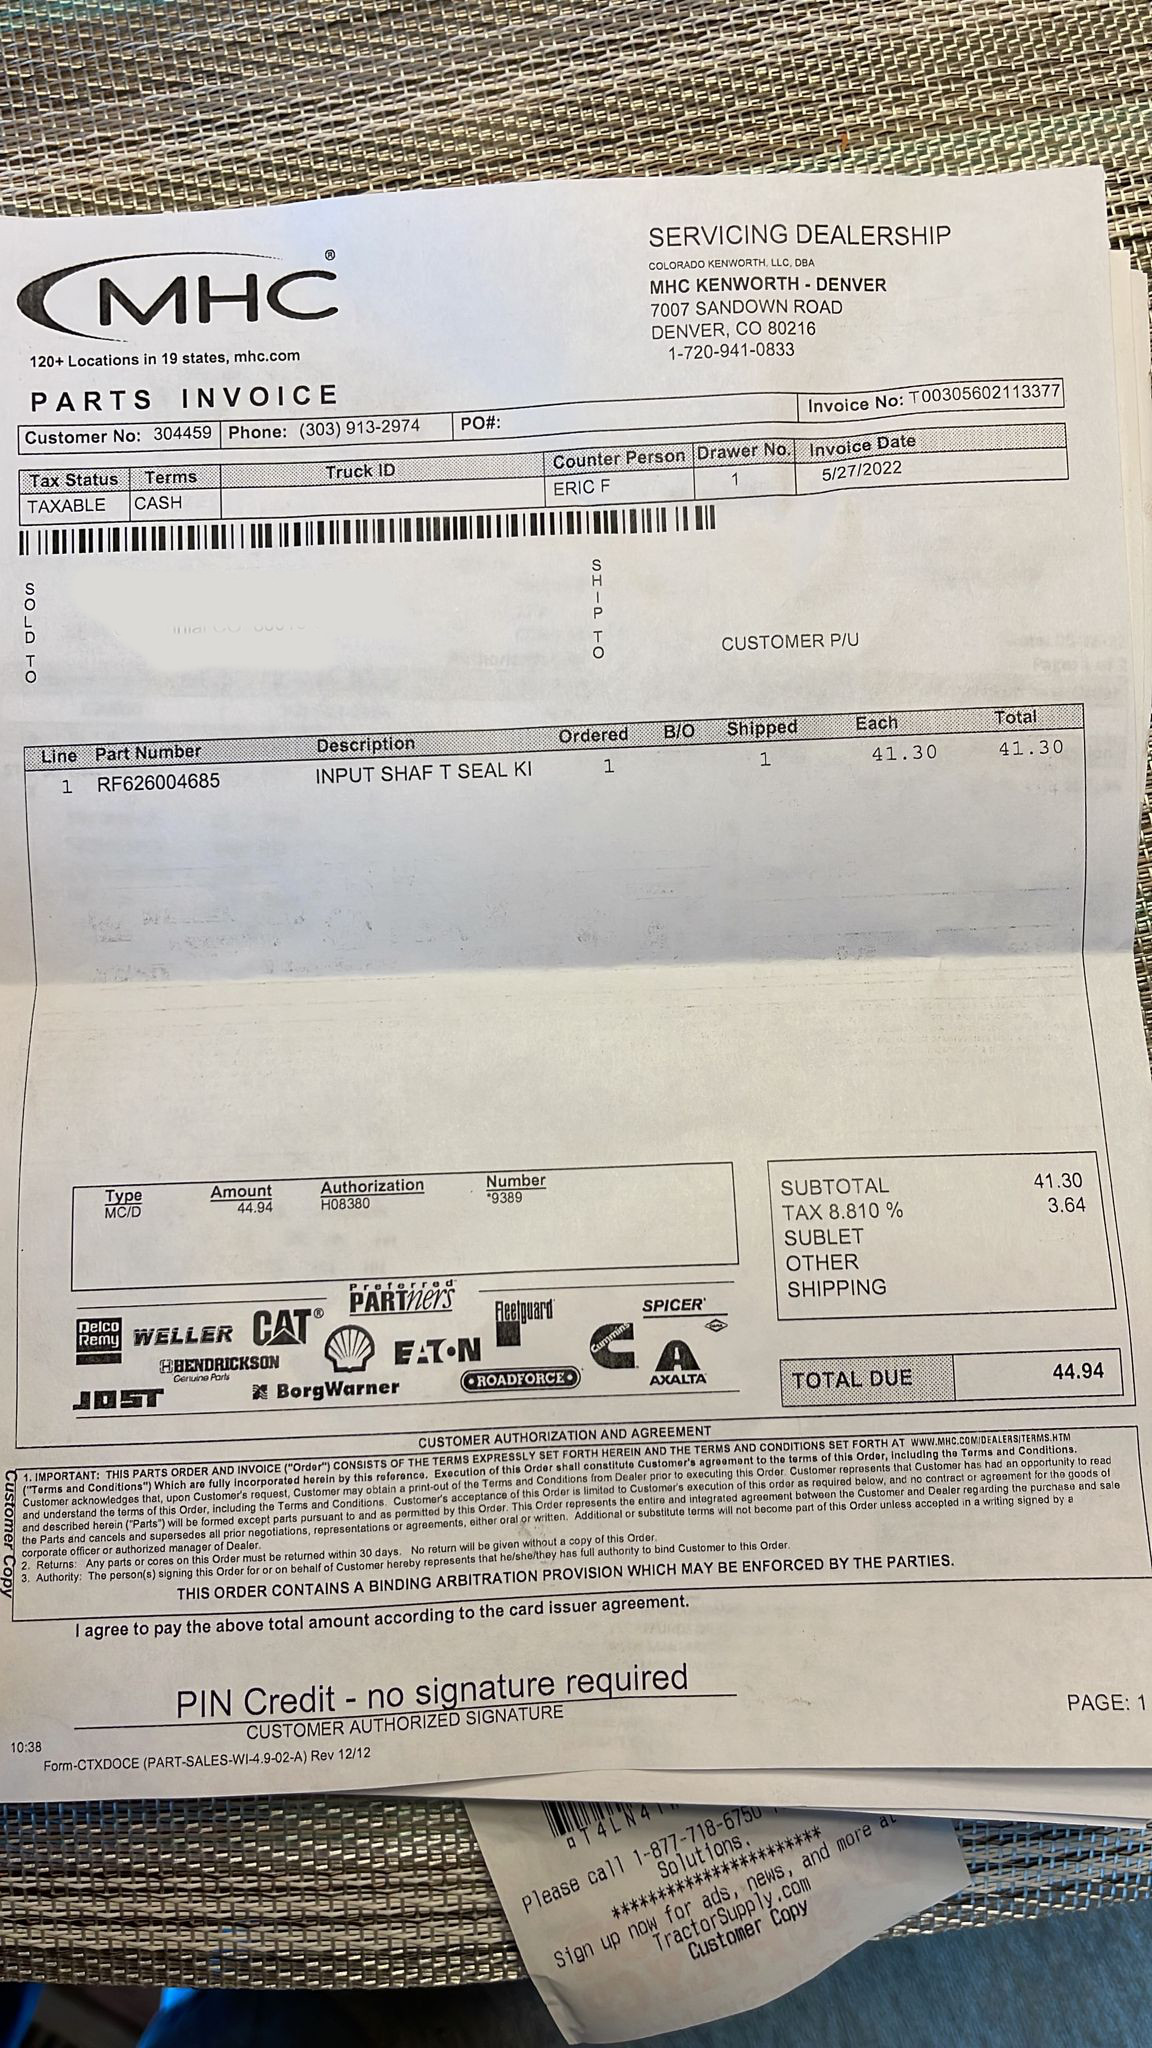 MHC®
120+ Locations in 19 states, mhc.com
PARTS INVOICE
SERVICING DEALERSHIP
COLORADO KENWORTH, LLC, DBA
MHC KENWORTH - DENVER
7007 SANDOWN ROAD
DENVER, CO 80216
1-720-941-0833
Customer No: 304459 Phone: (303) 913-2974 PO#: Invoice No: T00305602113377
Tax Status Terms Truck ID Counter Person Drawer No. Invoice Date
TAXABLE CASH ERIC F 1 5/27/2022
SOLD TO
SHIP TO
CUSTOMER P/U
Line Part Number Description Ordered B/O Shipped Each Total
1 RF626004685 INPUT SHAF T SEAL KI 1 1 41.30 41.30
Type Amount Authorization Number
MC/D 44.94 H08380 *9389
SUBTOTAL 41.30
TAX 8.810 % 3.64
SUBLET
OTHER
SHIPPING
TOTAL DUE 44.94
Preferred PARTners
Delco Remy WELLER CAT® Fleetguard SPICER
HENDRICKSON Genuine Parts EATON Cummins
JOST BorgWarner ROADFORCE AXALTA
CUSTOMER AUTHORIZATION AND AGREEMENT
1. IMPORTANT: THIS PARTS ORDER AND INVOICE ("Order") CONSISTS OF THE TERMS EXPRESSLY SET FORTH HEREIN AND THE TERMS AND CONDITIONS SET FORTH AT WWW.MHC.COM/DEALERS/TERMS.HTM
("Terms and Conditions") Which are fully incorporated herein by this reference. Execution of this Order shall constitute Customer's agreement to the terms of this Order, including the Terms and Conditions.
Customer acknowledges that, upon Customer's request, Customer may obtain a print-out of the Terms and Conditions from Dealer prior to executing this Order. Customer represents that Customer has had an opportunity to read
and understand the terms of this Order, including the Terms and Conditions. Customer's acceptance of this Order is limited to Customer's execution of this order as required below, and no contract or agreement for the goods of
and described herein ("Parts") will be formed except parts pursuant to and as permitted by this Order. This Order represents the entire and integrated agreement between the Customer and Dealer regarding the purchase and sale
the Parts and cancels and supersedes all prior negotiations, representations or agreements, either oral or written. Additional or substitute terms will not become part of this Order unless accepted in a writing signed by a
corporate officer or authorized manager of Dealer.
2. Returns: Any parts or cores on this Order must be returned within 30 days. No return will be given without a copy of this Order.
3. Authority: The person(s) signing this Order for or on behalf of Customer hereby represents that he/she/they has full authority to bind Customer to this Order.
THIS ORDER CONTAINS A BINDING ARBITRATION PROVISION WHICH MAY BE ENFORCED BY THE PARTIES.
Customer Copy
I agree to pay the above total amount according to the card issuer agreement.
PIN Credit - no signature required
CUSTOMER AUTHORIZED SIGNATURE
PAGE: 1
10:38
Form-CTXDOCE (PART-SALES-WI-4.9-02-A) Rev 12/12
Please call 1-877-718-6750
Solutions.
***********************
Sign up now for ads, news, and more at
TractorSupply.com
Customer Copy